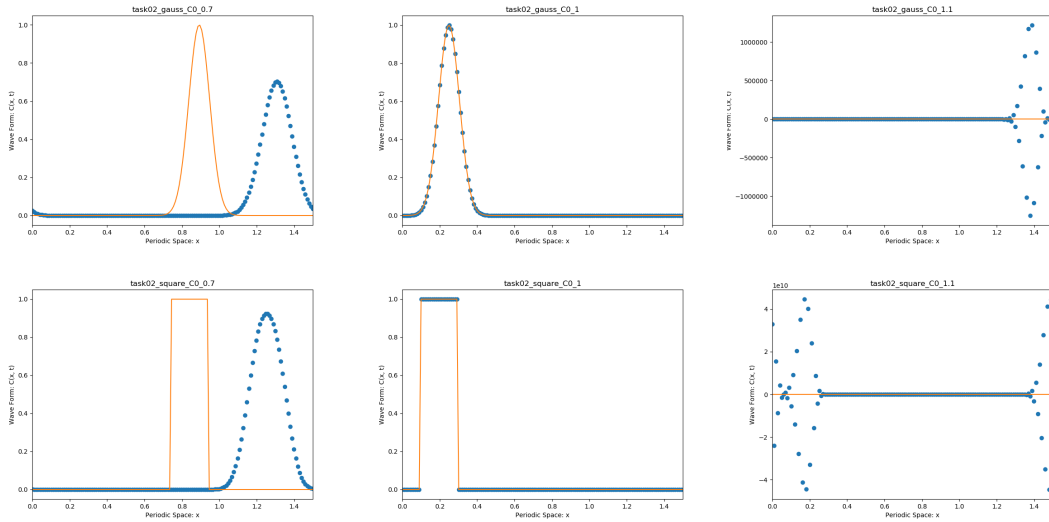 task02_gauss_C0_0.7
1.0
0.8
0.6
0.4
0.2
0.0
Wave Form: C(x, t)
0.0 0.2 0.4 0.6 0.8 1.0 1.2 1.4
Periodic Space: x
task02_gauss_C0_1
1.0
0.8
0.6
0.4
0.2
0.0
Wave Form: C(x, t)
0.0 0.2 0.4 0.6 0.8 1.0 1.2 1.4
Periodic Space: x
task02_gauss_C0_1.1
1000000
500000
0
−500000
−1000000
Wave Form: C(x, t)
0.0 0.2 0.4 0.6 0.8 1.0 1.2 1.4
Periodic Space: x
task02_square_C0_0.7
1.0
0.8
0.6
0.4
0.2
0.0
Wave Form: C(x, t)
0.0 0.2 0.4 0.6 0.8 1.0 1.2 1.4
Periodic Space: x
task02_square_C0_1
1.0
0.8
0.6
0.4
0.2
0.0
Wave Form: C(x, t)
0.0 0.2 0.4 0.6 0.8 1.0 1.2 1.4
Periodic Space: x
task02_square_C0_1.1
1e10
4
2
0
−2
−4
Wave Form: C(x, t)
0.0 0.2 0.4 0.6 0.8 1.0 1.2 1.4
Periodic Space: x